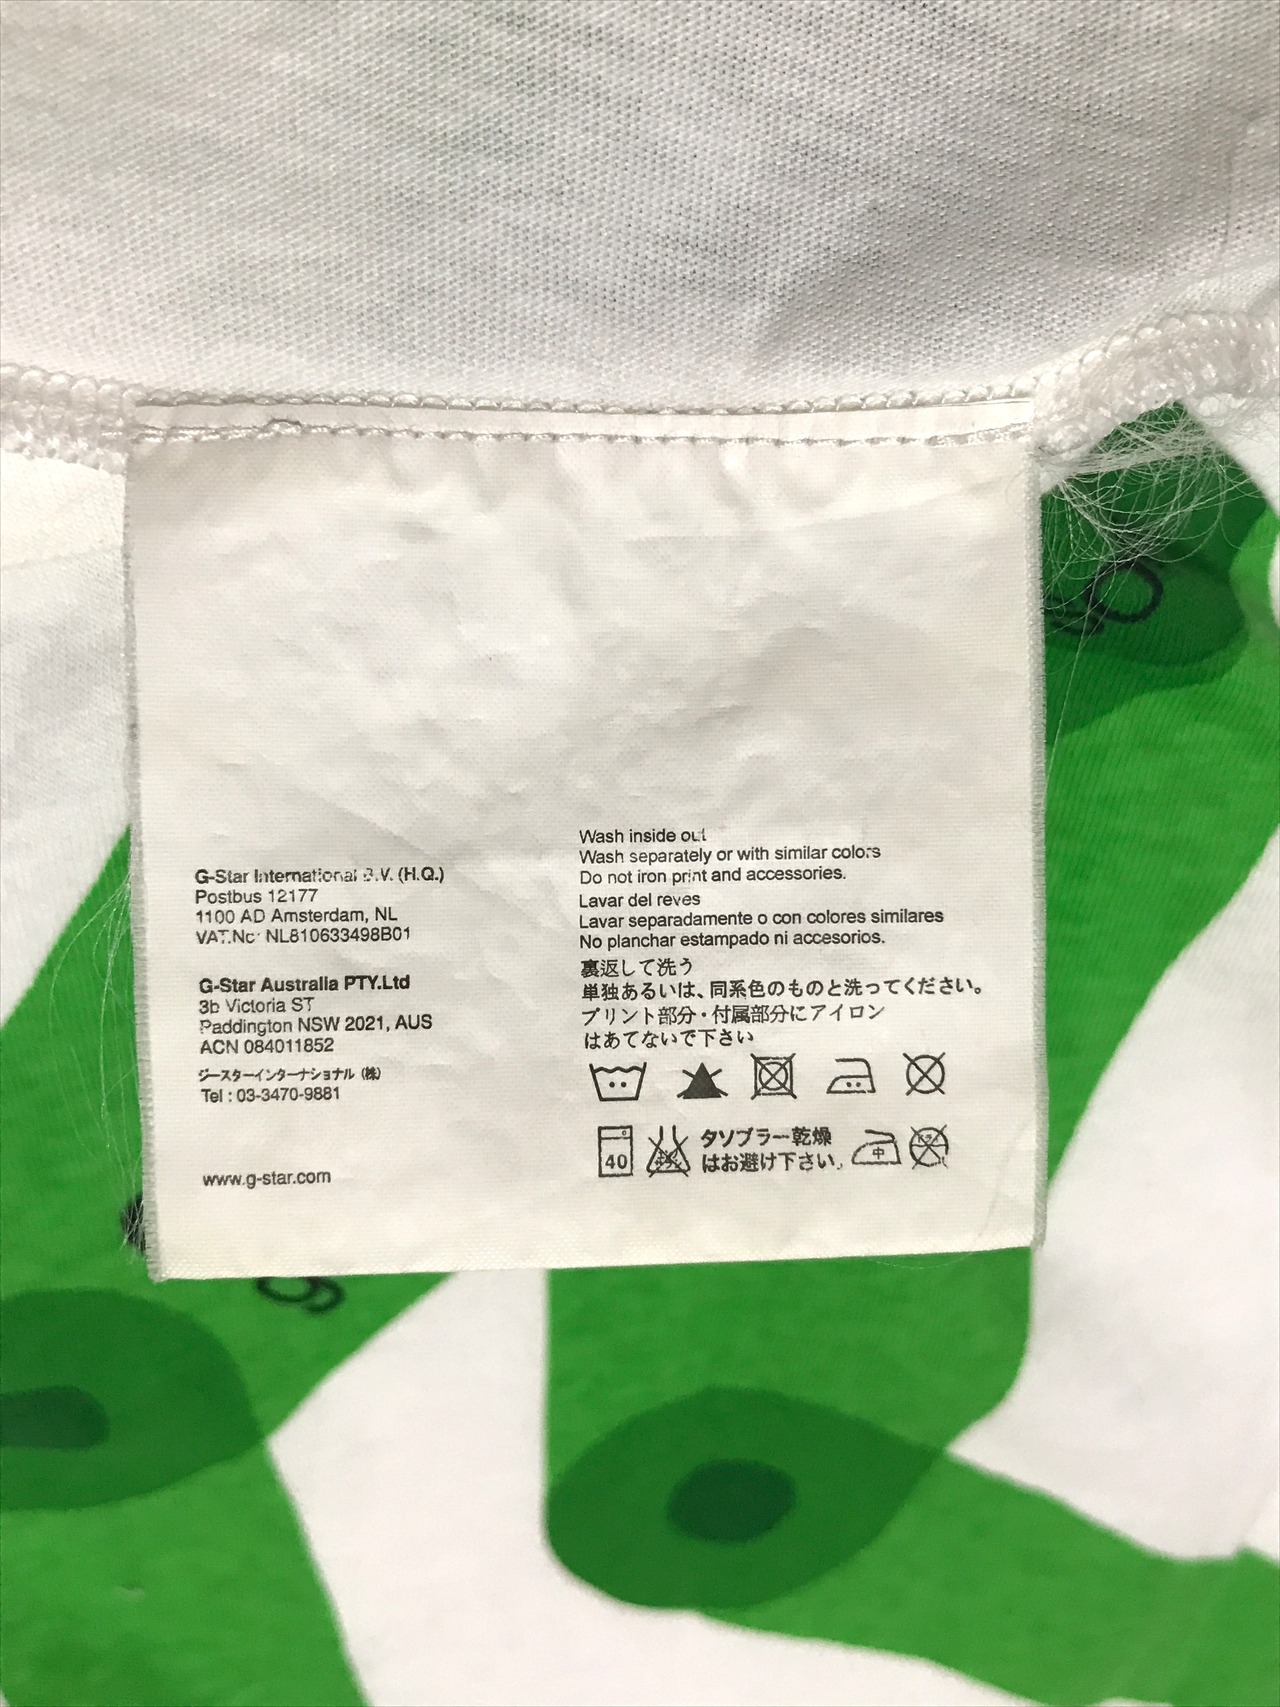 G-Star International B.V. (H.Q.)
Postbus 12177
1100 AD Amsterdam, NL
VAT.No: NL810633498B01
G-Star Australia PTY.Ltd
3b Victoria ST
Paddington NSW 2021, AUS
ACN 084011852
ジースターインターナショナル（株）
Tel : 03-3470-9881
www.g-star.com
Wash inside out
Wash separately or with similar colors
Do not iron print and accessories.
Lavar del reves
Lavar separadamente o con colores similares
No planchar estampado ni accesorios.
裏返して洗う
単独あるいは、同系色のものと洗ってください。
プリント部分・付属部分にアイロン
はあてないで下さい
40
タンブラー乾燥
はお避け下さい。
中